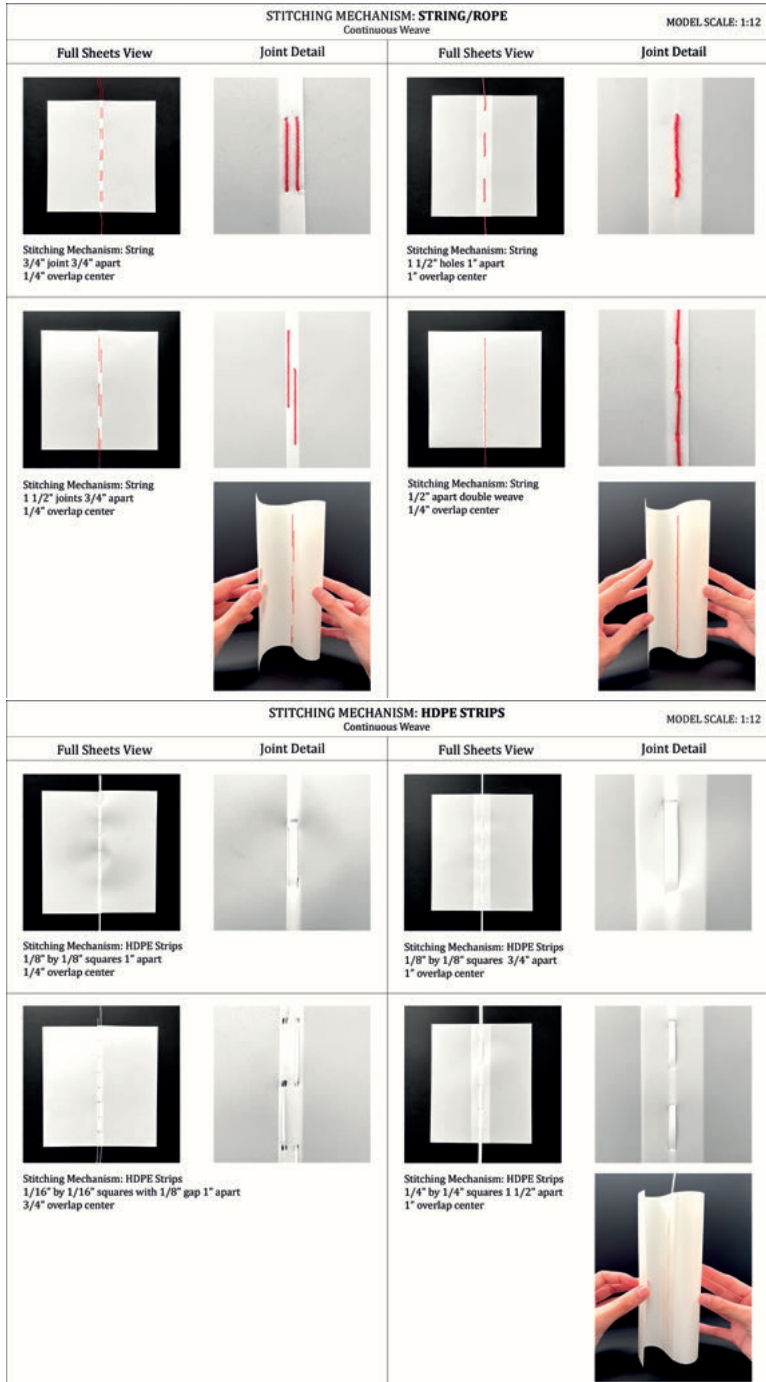 STITCHING MECHANISM: STRING/ROPE
Continuous Weave
MODEL SCALE: 1:12
Full Sheets View
Joint Detail
Full Sheets View
Joint Detail
Stitching Mechanism: String
3/4" joint 3/4" apart
1/4" overlap center
Stitching Mechanism: String
1 1/2" holes 1" apart
1" overlap center
Stitching Mechanism: String
1 1/2" joints 3/4" apart
1/4" overlap center
Stitching Mechanism: String
1/2" apart double weave
1/4" overlap center
STITCHING MECHANISM: HDPE STRIPS
Continuous Weave
MODEL SCALE: 1:12
Full Sheets View
Joint Detail
Full Sheets View
Joint Detail
Stitching Mechanism: HDPE Strips
1/8" by 1/8" squares 1" apart
1/4" overlap center
Stitching Mechanism: HDPE Strips
1/8" by 1/8" squares 3/4" apart
1" overlap center
Stitching Mechanism: HDPE Strips
1/16" by 1/16" squares with 1/8" gap 1" apart
3/4" overlap center
Stitching Mechanism: HDPE Strips
1/4" by 1/4" squares 1 1/2" apart
1" overlap center